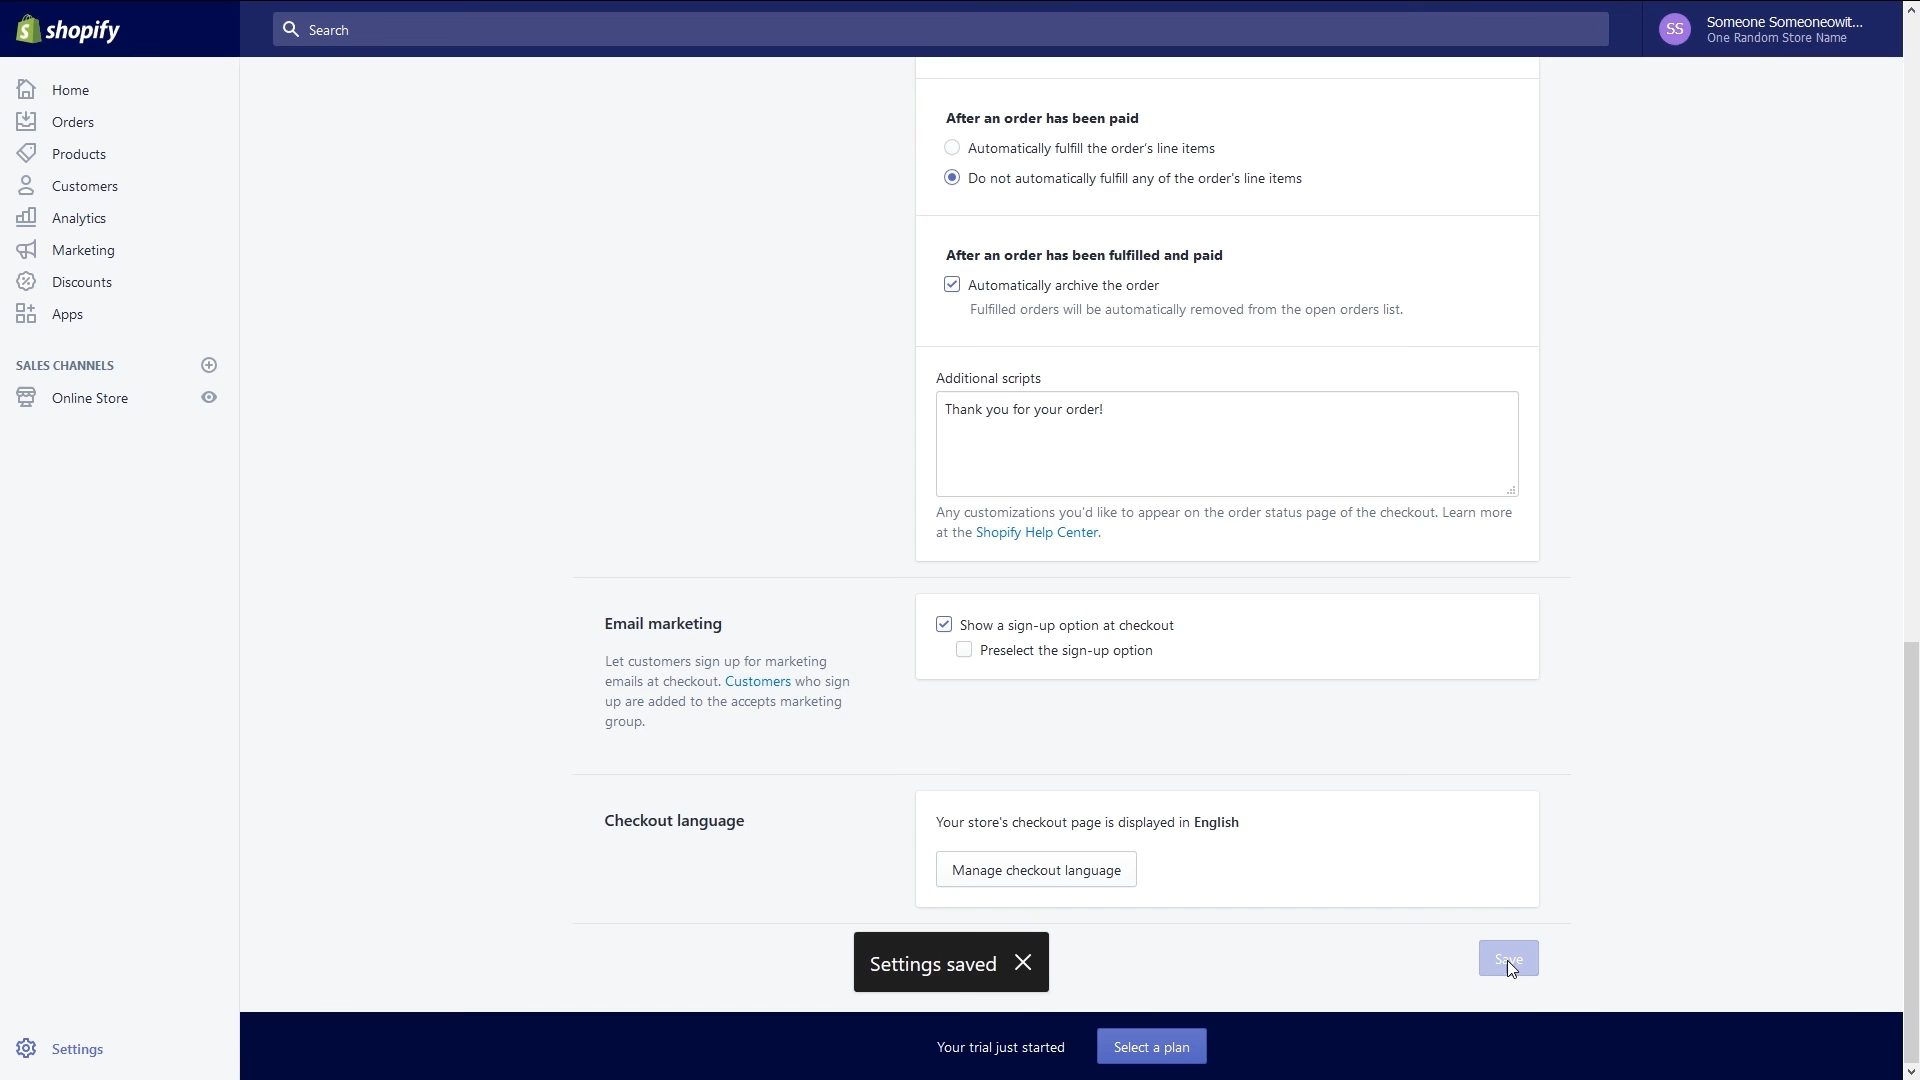 shopify
Search
SS
Someone Someoneowit...
One Random Store Name
Home
Orders
Products
Customers
Analytics
Marketing
Discounts
Apps
SALES CHANNELS
Online Store
Settings
After an order has been paid
Automatically fulfill the order's line items
Do not automatically fulfill any of the order's line items
After an order has been fulfilled and paid
Automatically archive the order
Fulfilled orders will be automatically removed from the open orders list.
Additional scripts
Thank you for your order!
Any customizations you'd like to appear on the order status page of the checkout. Learn more
at the Shopify Help Center.
Email marketing
Let customers sign up for marketing
emails at checkout. Customers who sign
up are added to the accepts marketing
group.
Show a sign-up option at checkout
Preselect the sign-up option
Checkout language
Your store's checkout page is displayed in English
Manage checkout language
Settings saved
Save
Your trial just started
Select a plan